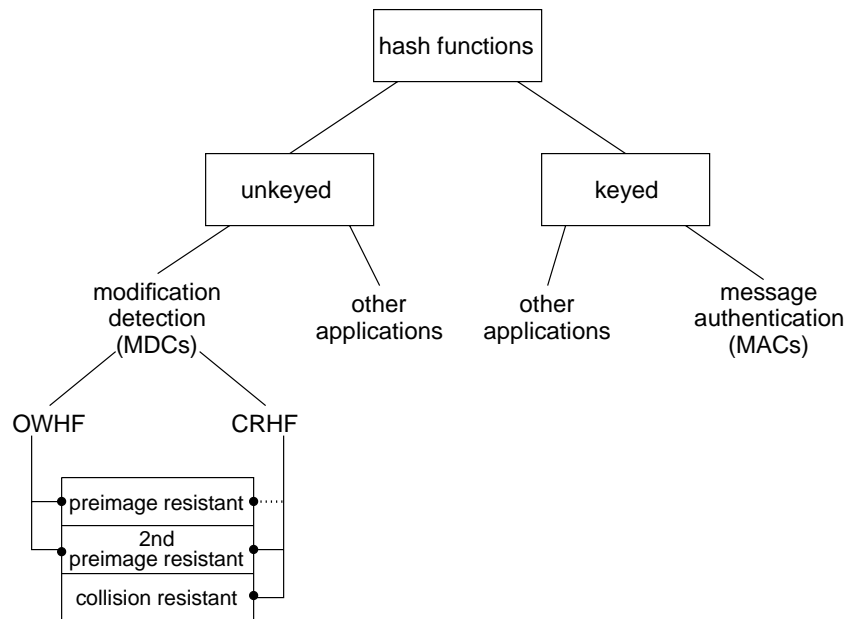 hash functions
unkeyed
keyed
modification
detection
(MDCs)
other
applications
other
applications
message
authentication
(MACs)
OWHF
CRHF
preimage resistant
2nd
preimage resistant
collision resistant